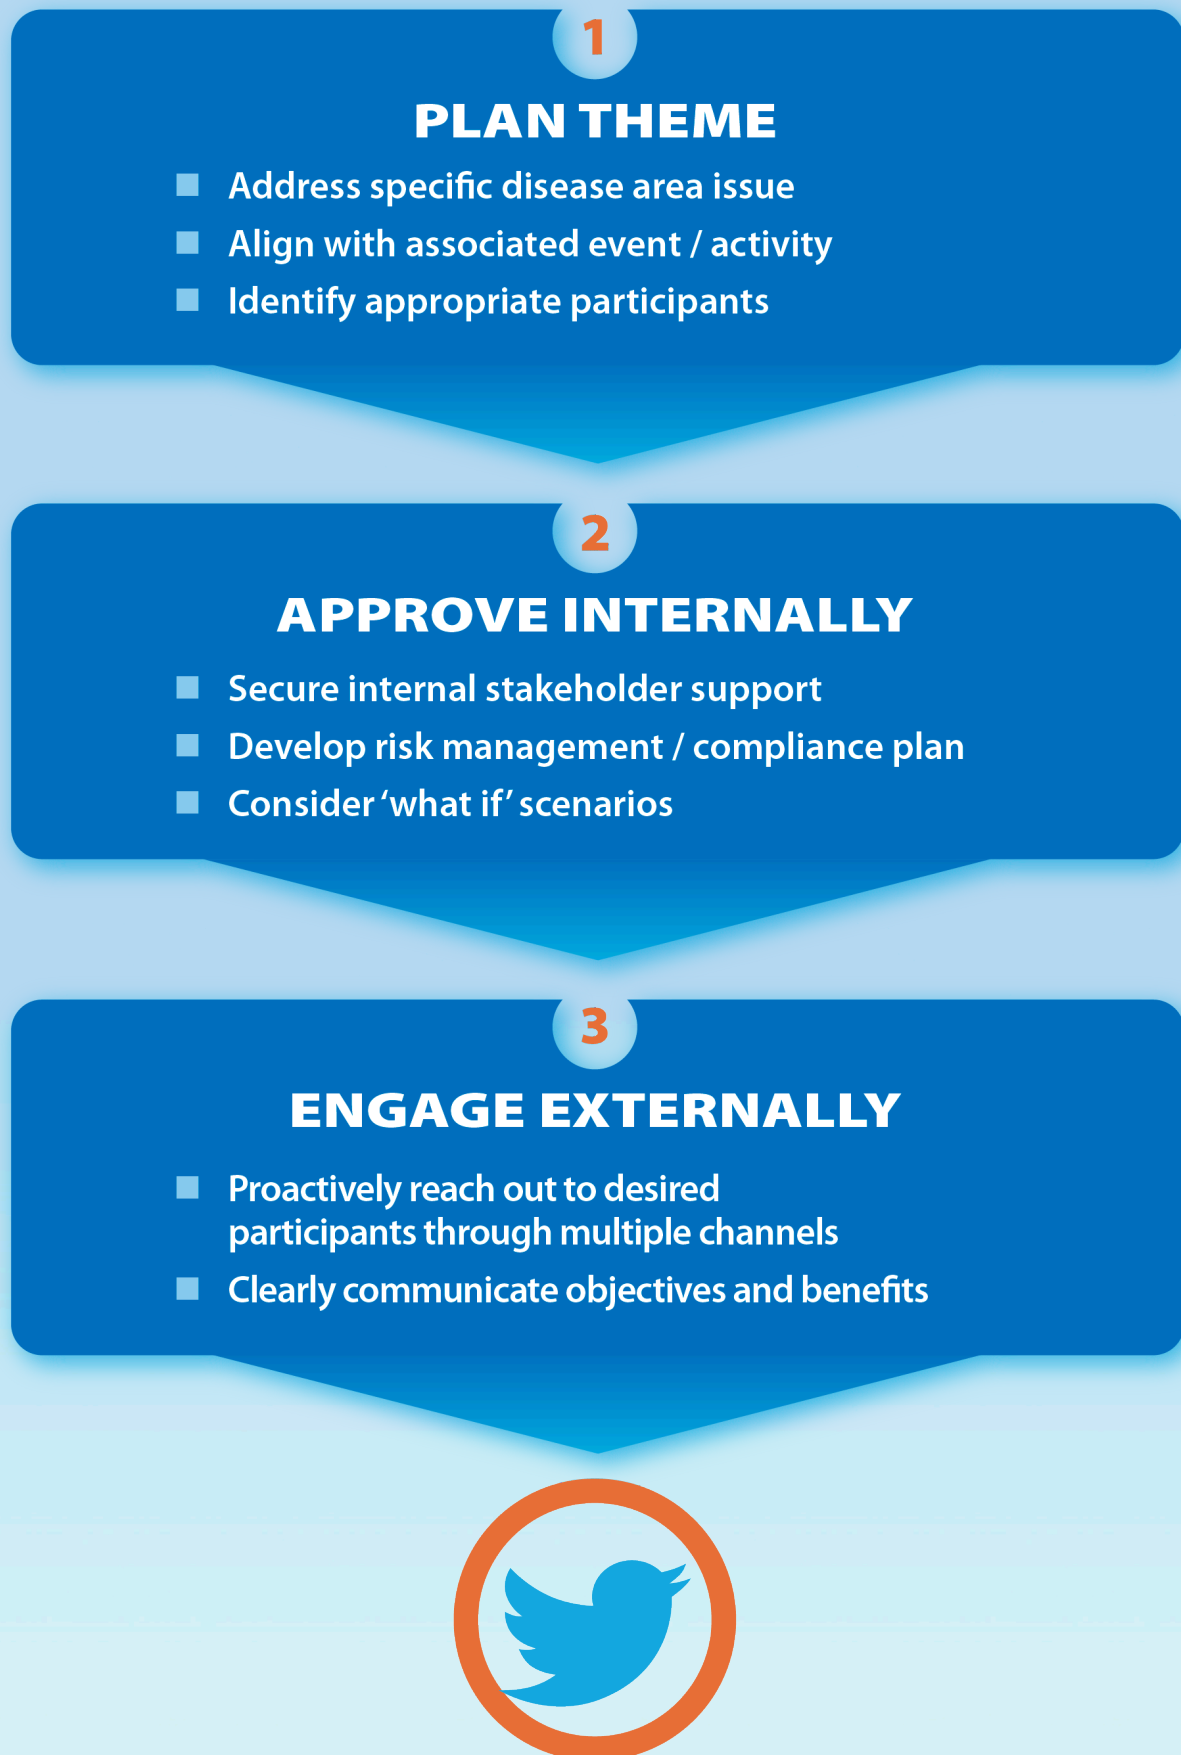 1
PLAN THEME
Address specific disease area issue
Align with associated event / activity
Identify appropriate participants
2
APPROVE INTERNALLY
Secure internal stakeholder support
Develop risk management / compliance plan
Consider ‘what if’ scenarios
3
ENGAGE EXTERNALLY
Proactively reach out to desired
participants through multiple channels
Clearly communicate objectives and benefits